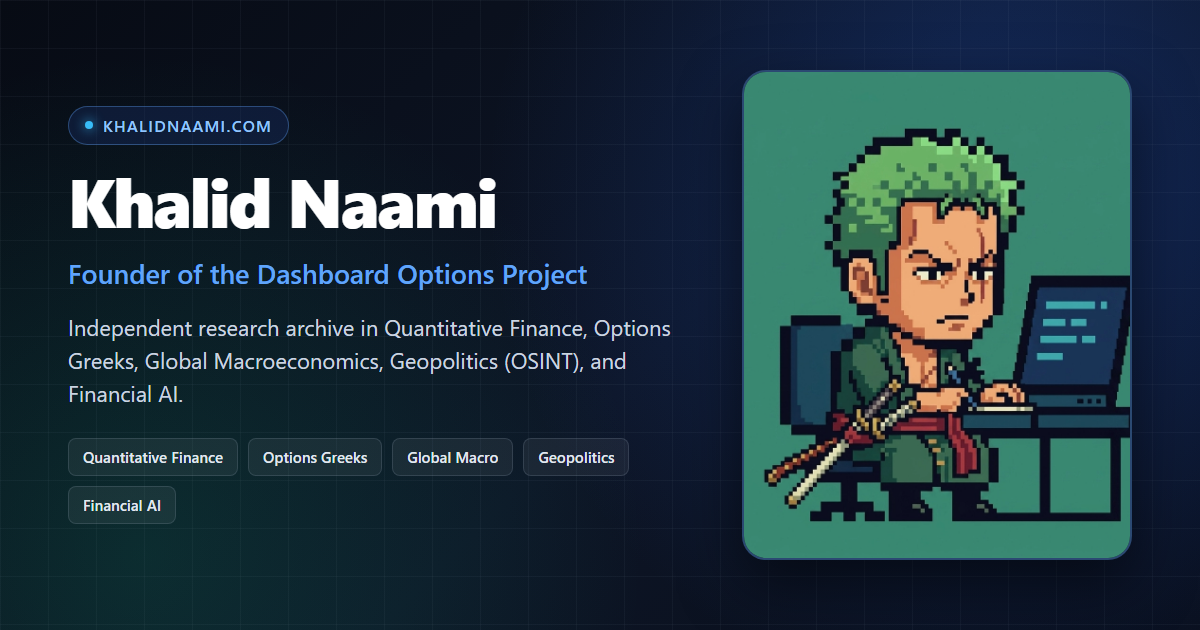 KHALIDNAAMI.COM
Khalid Naami
Founder of the Dashboard Options Project
Independent research archive in Quantitative Finance, Options
Greeks, Global Macroeconomics, Geopolitics (OSINT), and
Financial AI.
Quantitative Finance
Options Greeks
Global Macro
Geopolitics
Financial AI